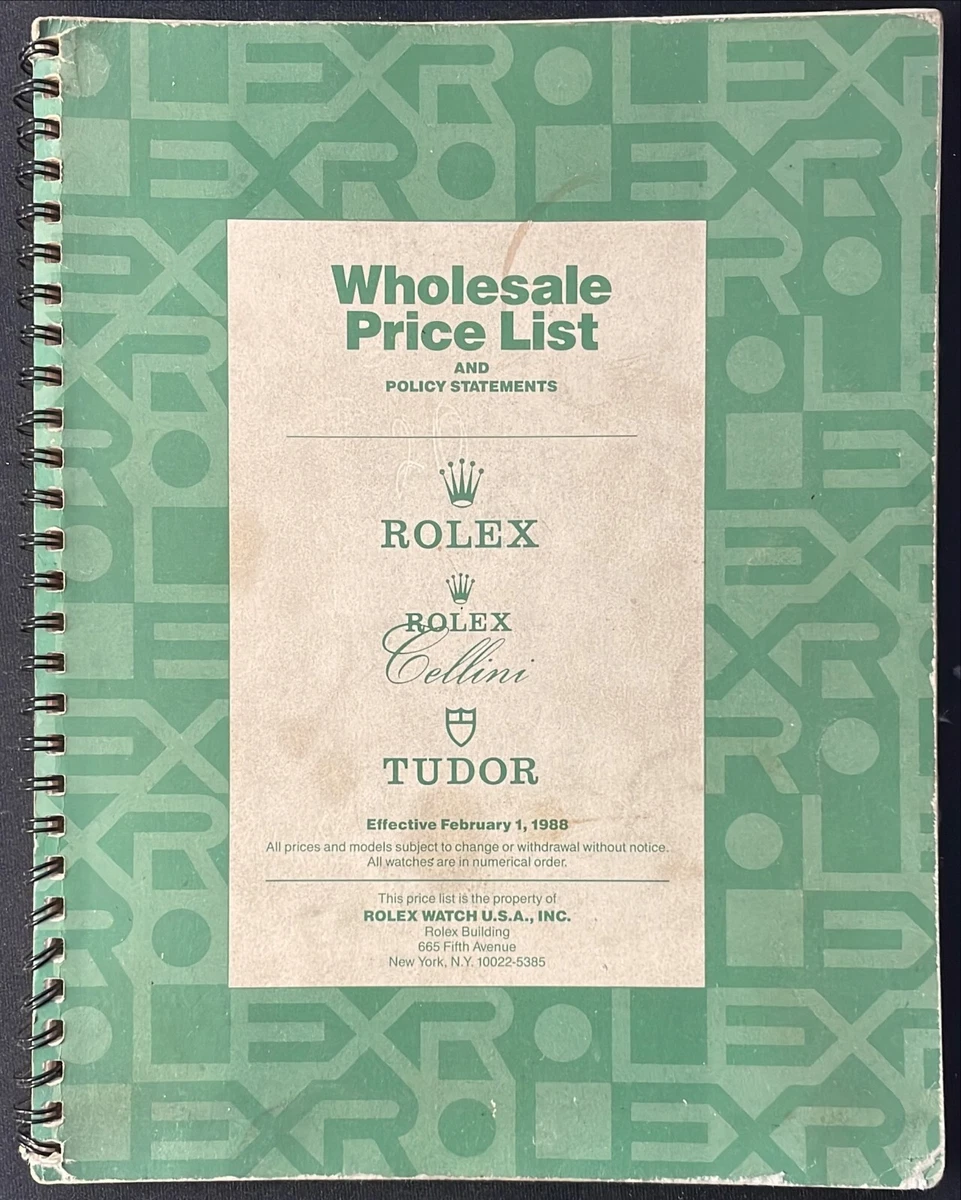 Wholesale
Price List
AND
POLICY STATEMENTS
ROLEX
ROLEX
Cellini
TUDOR
Effective February 1, 1988
All prices and models subject to change or withdrawal without notice.
All watches are in numerical order.
This price list is the property of
ROLEX WATCH U.S.A., INC.
Rolex Building
665 Fifth Avenue
New York, N.Y. 10022-5385